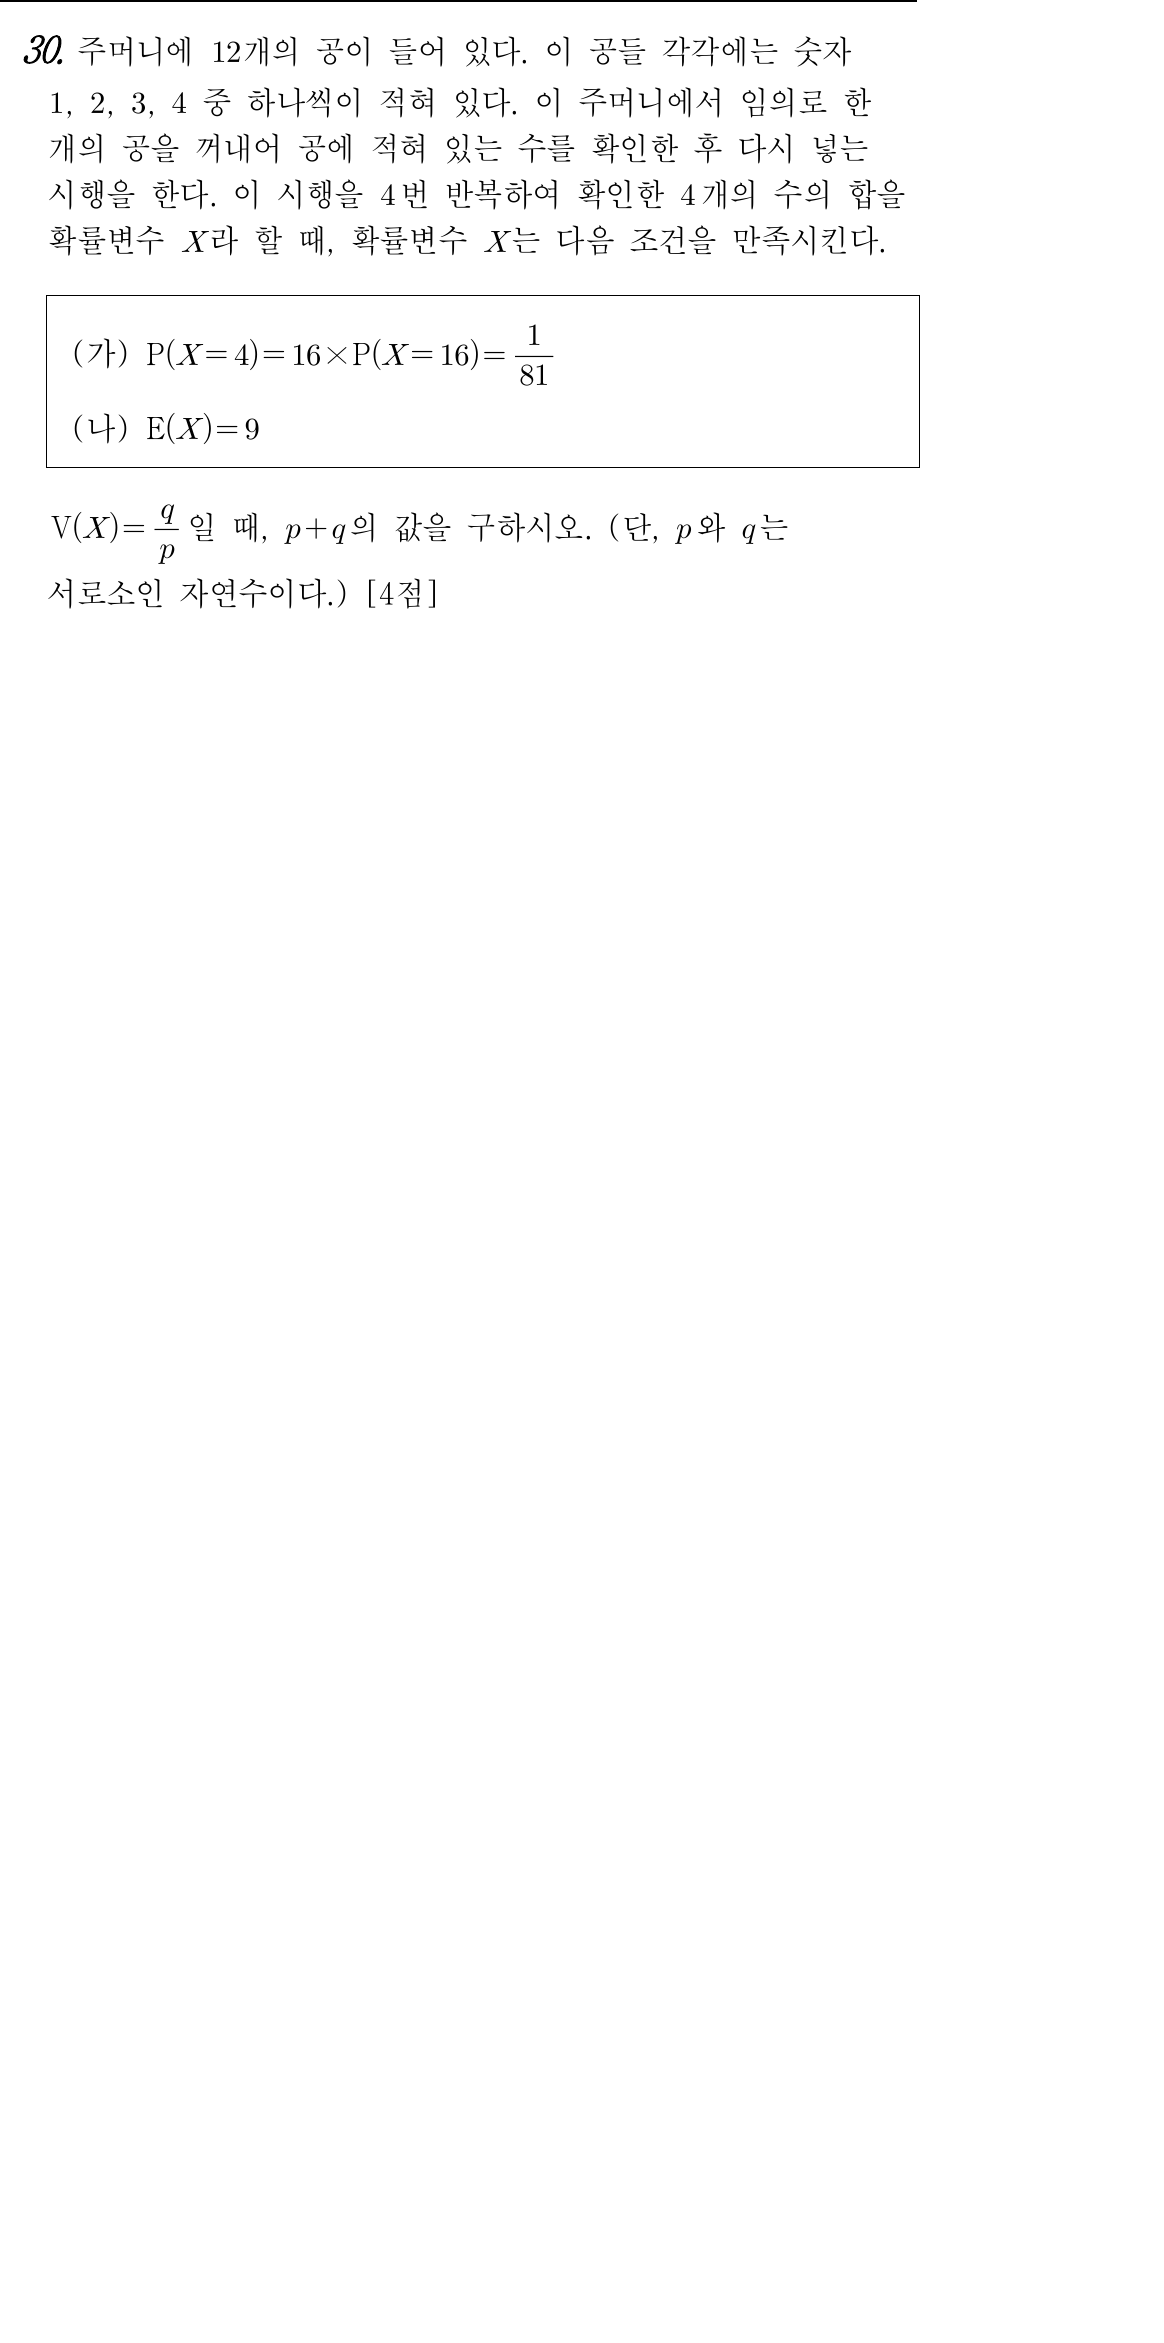 30. 주머니에 12개의 공이 들어 있다. 이 공들 각각에는 숫자
1, 2, 3, 4 중 하나씩이 적혀 있다. 이 주머니에서 임의로 한
개의 공을 꺼내어 공에 적혀 있는 수를 확인한 후 다시 넣는
시행을 한다. 이 시행을 4번 반복하여 확인한 4개의 수의 합을
확률변수 X라 할 때, 확률변수 X는 다음 조건을 만족시킨다.
(가) P(X=4)=16×P(X=16)=1/81
(나) E(X)=9
V(X)=q/p일 때, p+q의 값을 구하시오. (단, p와 q는
서로소인 자연수이다.) [4점]